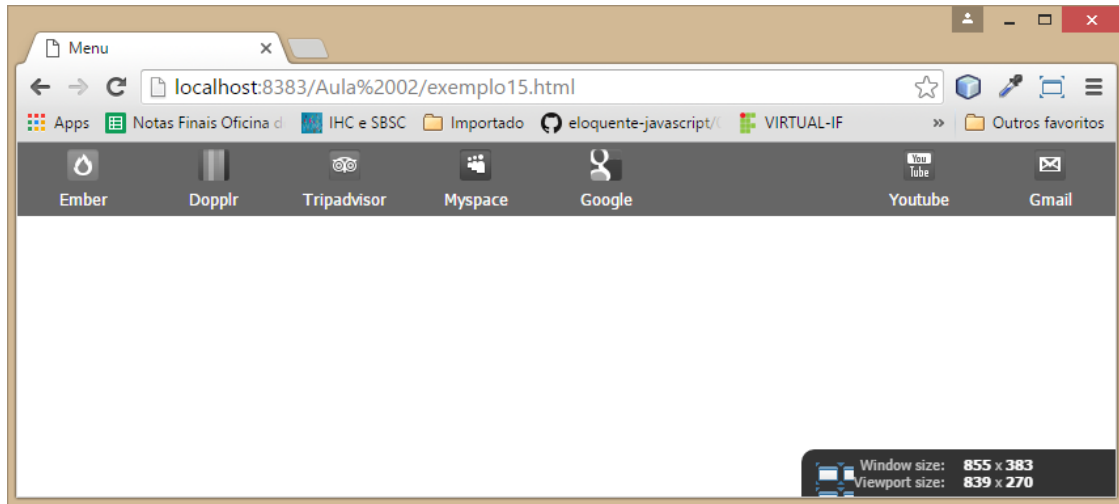 Menu
localhost:8383/Aula%2002/exemplo15.html
Apps Notas Finais Oficina d IHC e SBSC Importado eloquente-javascript/ VIRTUAL-IF » Outros favoritos
You Tube
Ember Dopplr Tripadvisor Myspace Google Youtube Gmail
Window size: 855 x 383
Viewport size: 839 x 270